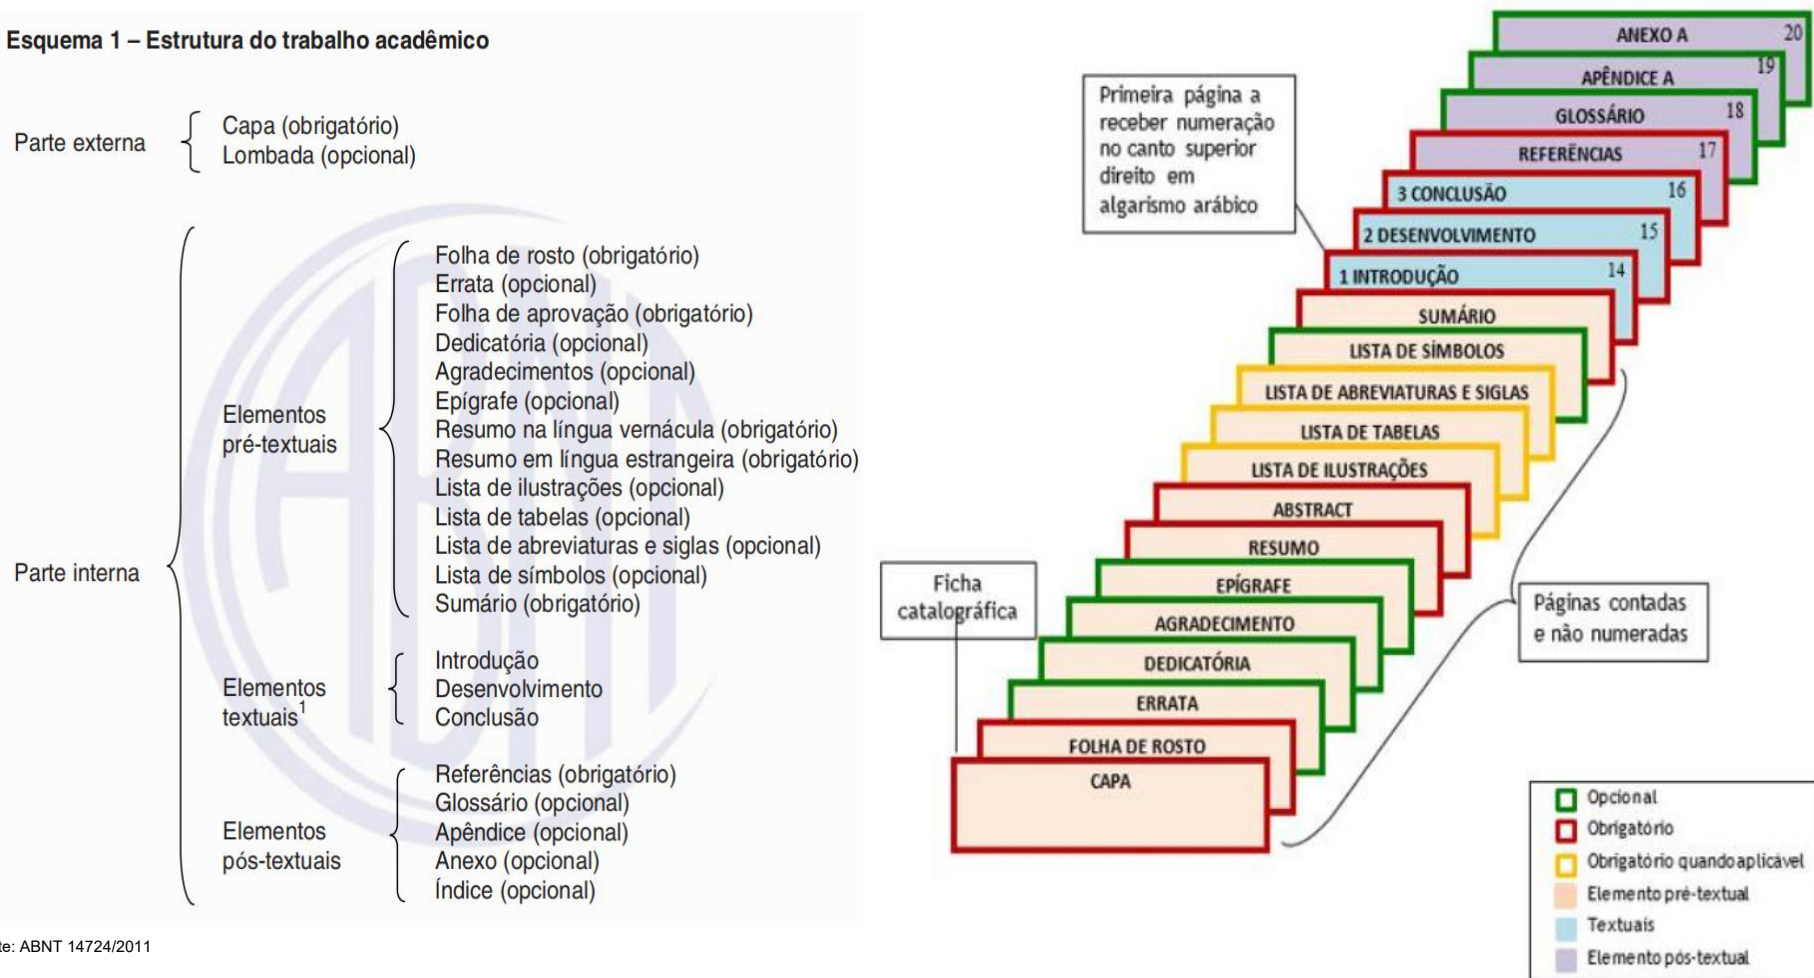 Esquema 1 – Estrutura do trabalho acadêmico
Parte externa
Capa (obrigatório)
Lombada (opcional)
Parte interna
Elementos
pré-textuais
Folha de rosto (obrigatório)
Errata (opcional)
Folha de aprovação (obrigatório)
Dedicatória (opcional)
Agradecimentos (opcional)
Epígrafe (opcional)
Resumo na língua vernácula (obrigatório)
Resumo em língua estrangeira (obrigatório)
Lista de ilustrações (opcional)
Lista de tabelas (opcional)
Lista de abreviaturas e siglas (opcional)
Lista de símbolos (opcional)
Sumário (obrigatório)
Elementos
textuais1
Introdução
Desenvolvimento
Conclusão
Elementos
pós-textuais
Referências (obrigatório)
Glossário (opcional)
Apêndice (opcional)
Anexo (opcional)
Índice (opcional)
te: ABNT 14724/2011
ABNT
ANEXO A 20
APÊNDICE A 19
GLOSSÁRIO 18
REFERÊNCIAS 17
3 CONCLUSÃO 16
2 DESENVOLVIMENTO 15
1 INTRODUÇÃO 14
SUMÁRIO
LISTA DE SÍMBOLOS
LISTA DE ABREVIATURAS E SIGLAS
LISTA DE TABELAS
LISTA DE ILUSTRAÇÕES
ABSTRACT
RESUMO
EPÍGRAFE
AGRADECIMENTO
DEDICATÓRIA
ERRATA
FOLHA DE ROSTO
CAPA
Primeira página a
receber numeração
no canto superior
direito em
algarismo arábico
Ficha
catalográfica
Páginas contadas
e não numeradas
Opcional
Obrigatório
Obrigatório quando aplicável
Elemento pré-textual
Textuais
Elemento pós-textual